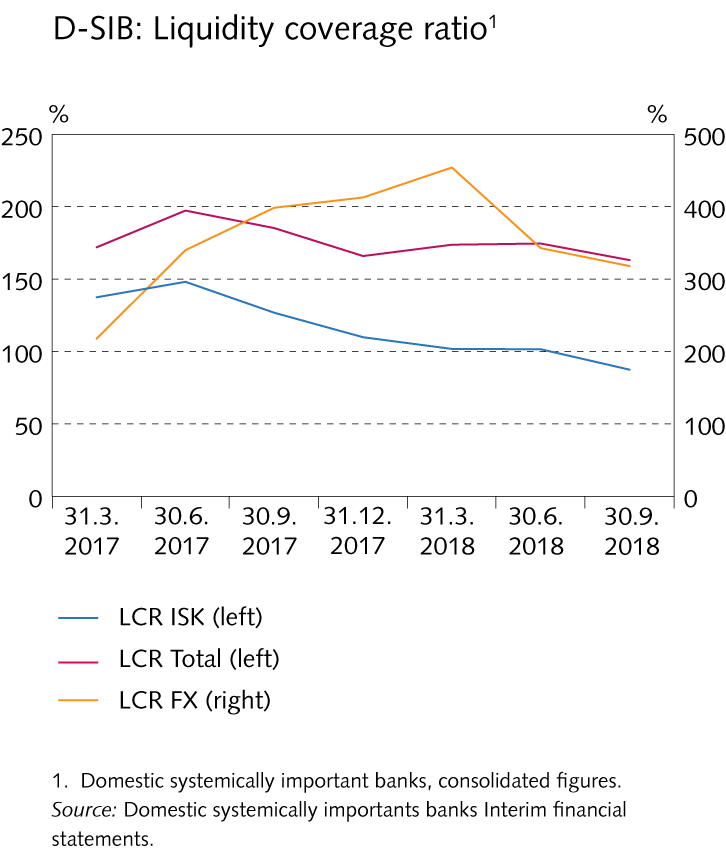 D-SIB: Liquidity coverage ratio¹
% %
250 500
200 400
150 300
100 200
50 100
0 0
31.3. 30.6. 30.9. 31.12. 31.3. 30.6. 30.9.
2017 2017 2017 2017 2018 2018 2018
LCR ISK (left)
LCR Total (left)
LCR FX (right)
1. Domestic systemically important banks, consolidated figures.
Source: Domestic systemically importants banks Interim financial
statements.